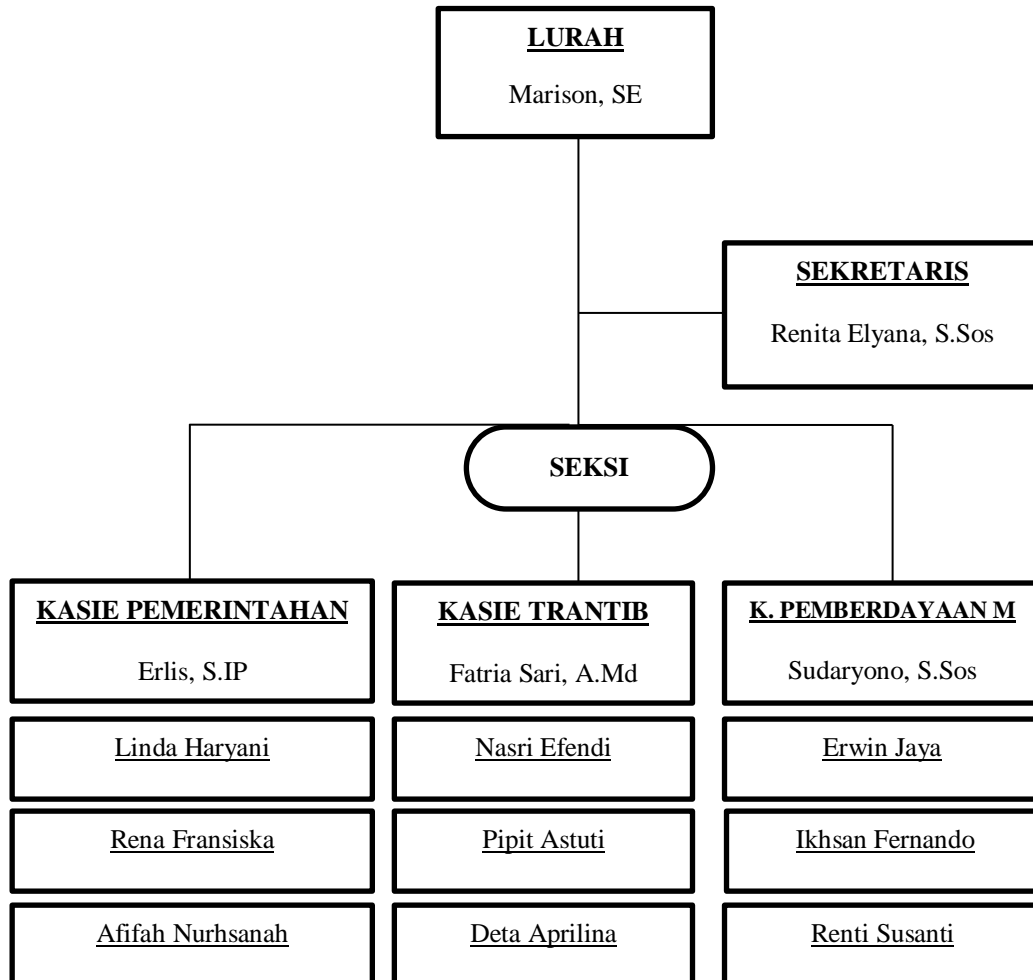 LURAH
Marison, SE
SEKRETARIS
Renita Elyana, S.Sos
SEKSI
KASIE PEMERINTAHAN
Erlis, S.IP
KASIE TRANTIB
Fatria Sari, A.Md
K. PEMBERDAYAAN M
Sudaryono, S.Sos
Linda Haryani
Nasri Efendi
Erwin Jaya
Rena Fransiska
Pipit Astuti
Ikhsan Fernando
Afifah Nurhsanah
Deta Aprilina
Renti Susanti